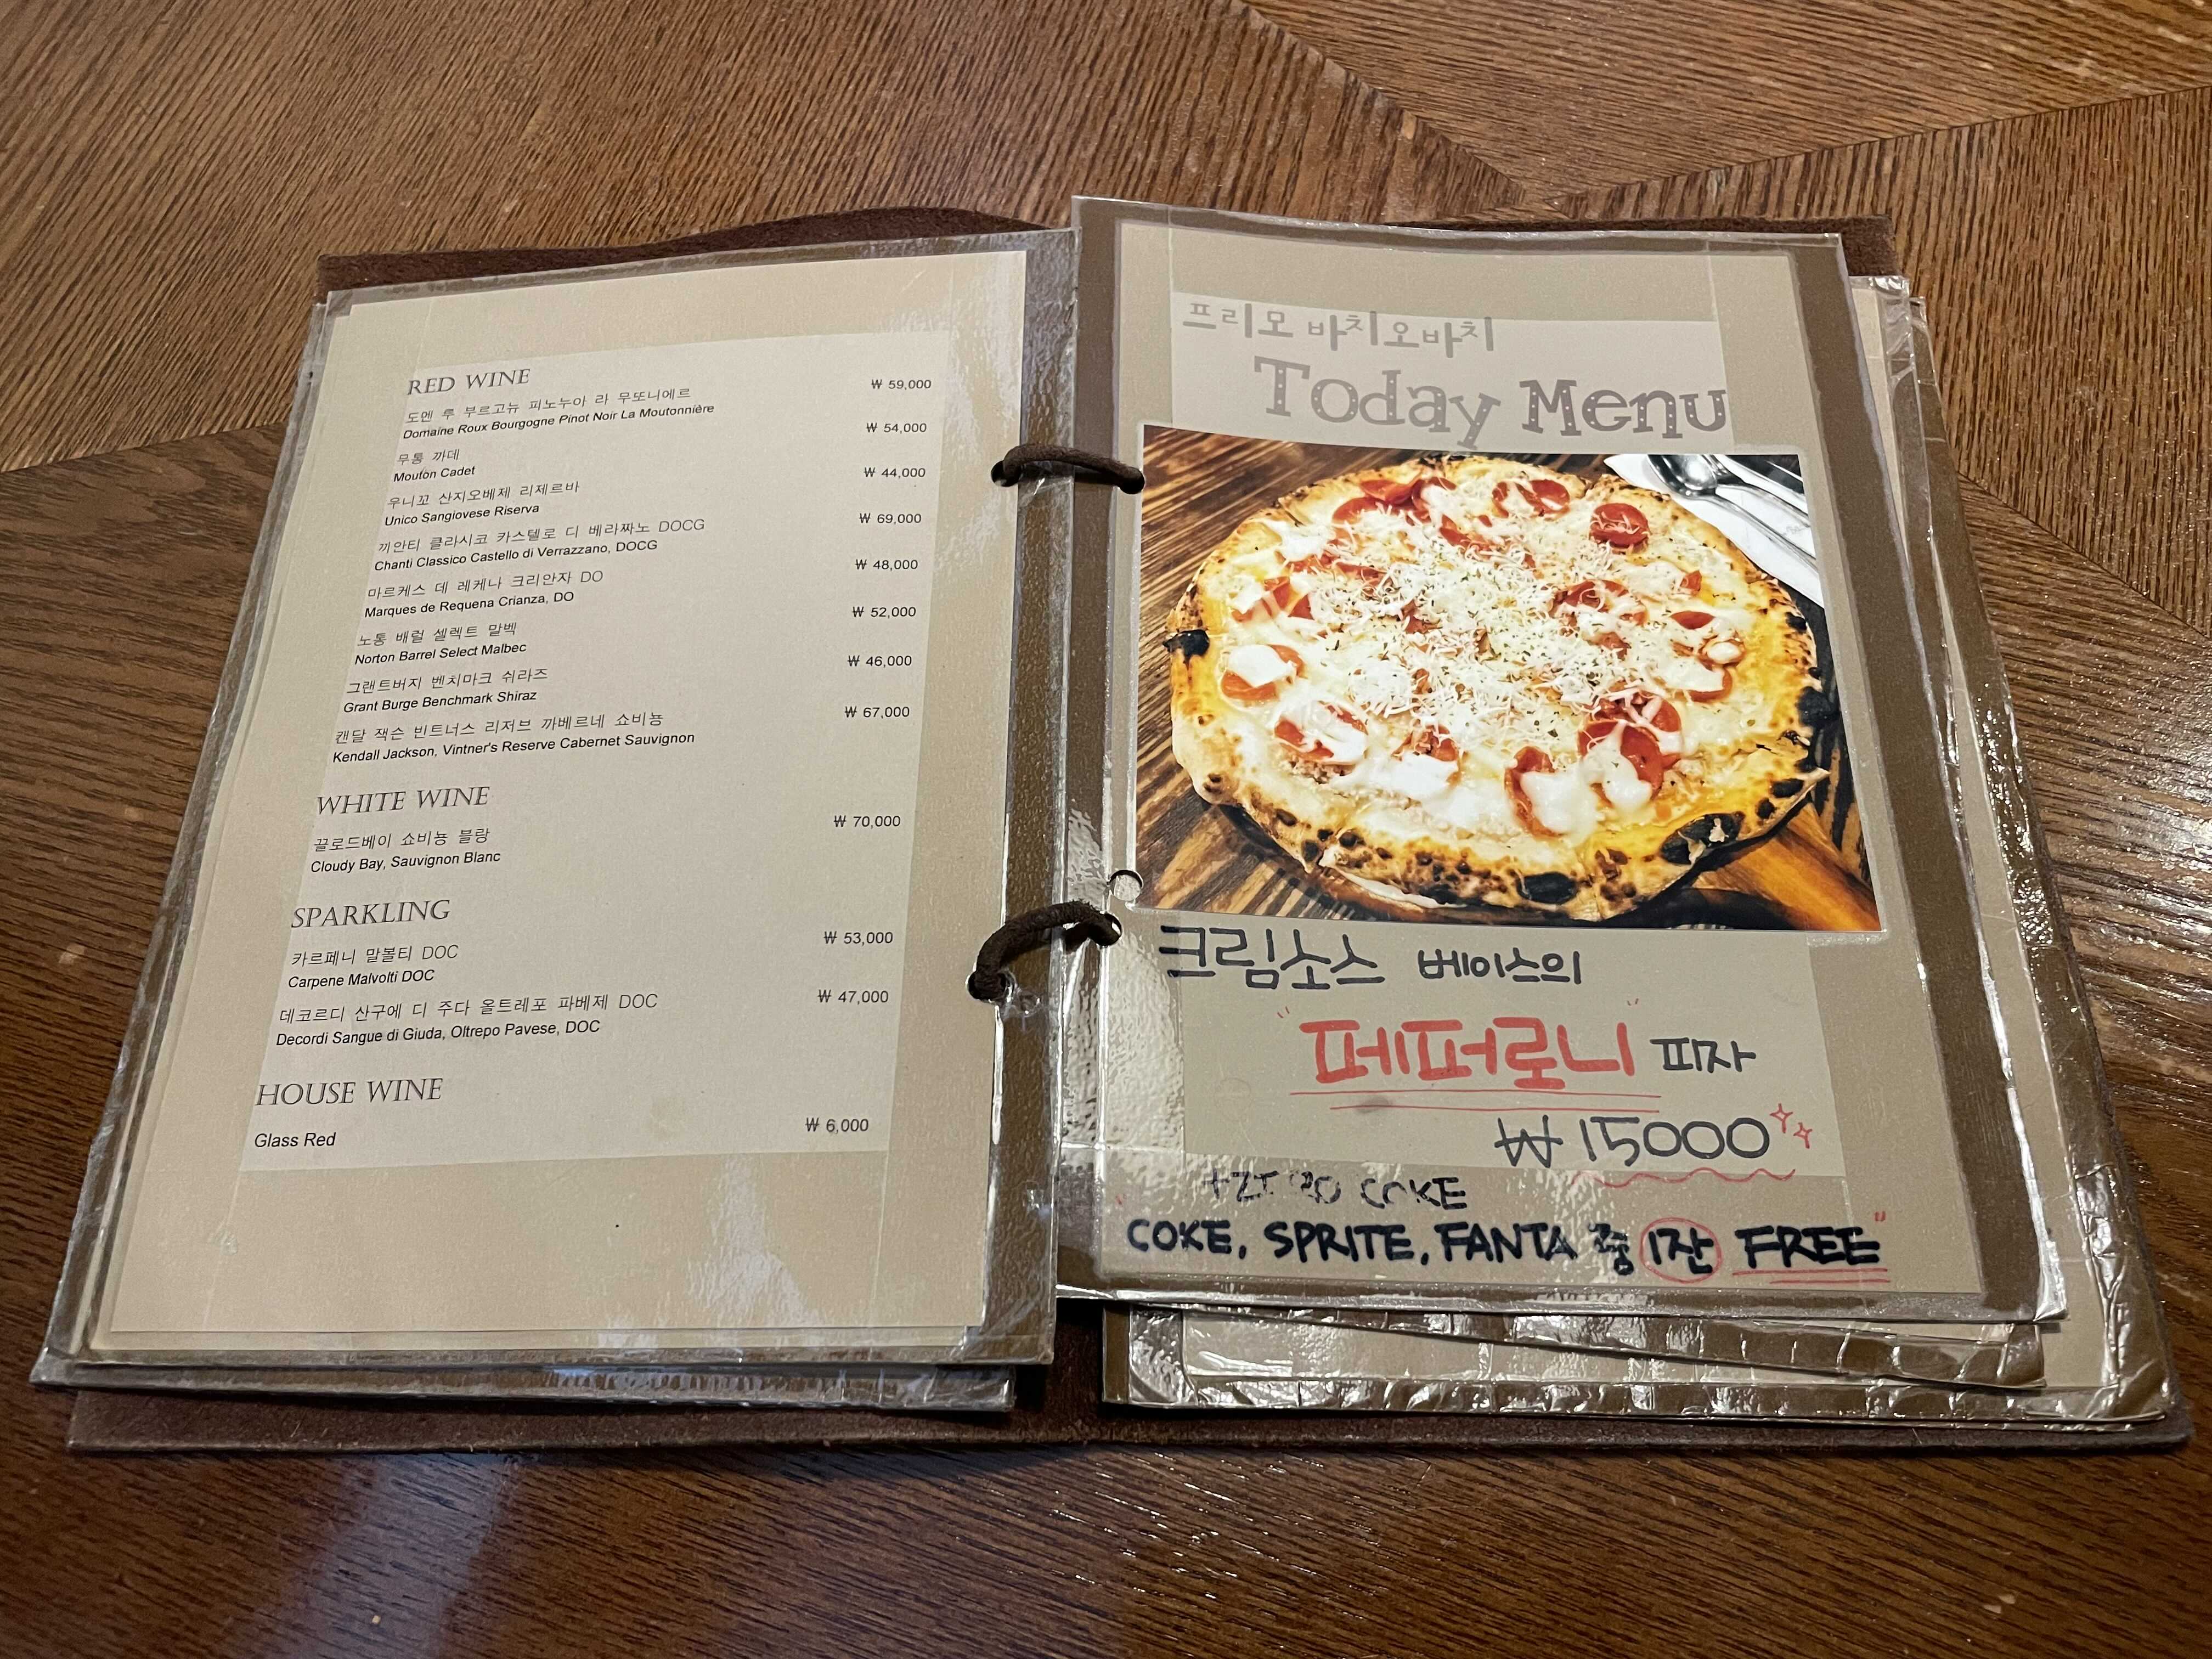 RED WINE
도멘 루 부르고뉴 피노누아 라 무또니에르 ₩ 59,000
Domaine Roux Bourgogne Pinot Noir La Moutonnière
무통 까데 ₩ 54,000
Mouton Cadet
우니꼬 산지오베제 리제르바 ₩ 44,000
Unico Sangiovese Riserva
끼안티 클라시코 카스텔로 디 베라짜노 DOCG ₩ 69,000
Chanti Classico Castello di Verrazzano, DOCG
마르케스 데 레케나 크리안자 DO ₩ 48,000
Marques de Requena Crianza, DO
노통 배럴 셀렉트 말벡 ₩ 52,000
Norton Barrel Select Malbec
그랜트버지 벤치마크 쉬라즈 ₩ 46,000
Grant Burge Benchmark Shiraz
캔달 잭슨 빈트너스 리저브 까베르네 쇼비뇽 ₩ 67,000
Kendall Jackson, Vintner's Reserve Cabernet Sauvignon
WHITE WINE
끌로드베이 쇼비뇽 블랑 ₩ 70,000
Cloudy Bay, Sauvignon Blanc
SPARKLING
카르페니 말볼티 DOC ₩ 53,000
Carpene Malvolti DOC
데코르디 산구에 디 주다 올트레포 파베제 DOC ₩ 47,000
Decordi Sangue di Giuda, Oltrepo Pavese, DOC
HOUSE WINE
Glass Red ₩ 6,000
프리모 바치오바치
Today Menu
크림소스 베이스의
"페퍼로니" 피자
₩ 15000
+ZERO COKE
"COKE, SPRITE, FANTA 중 1잔 FREE"